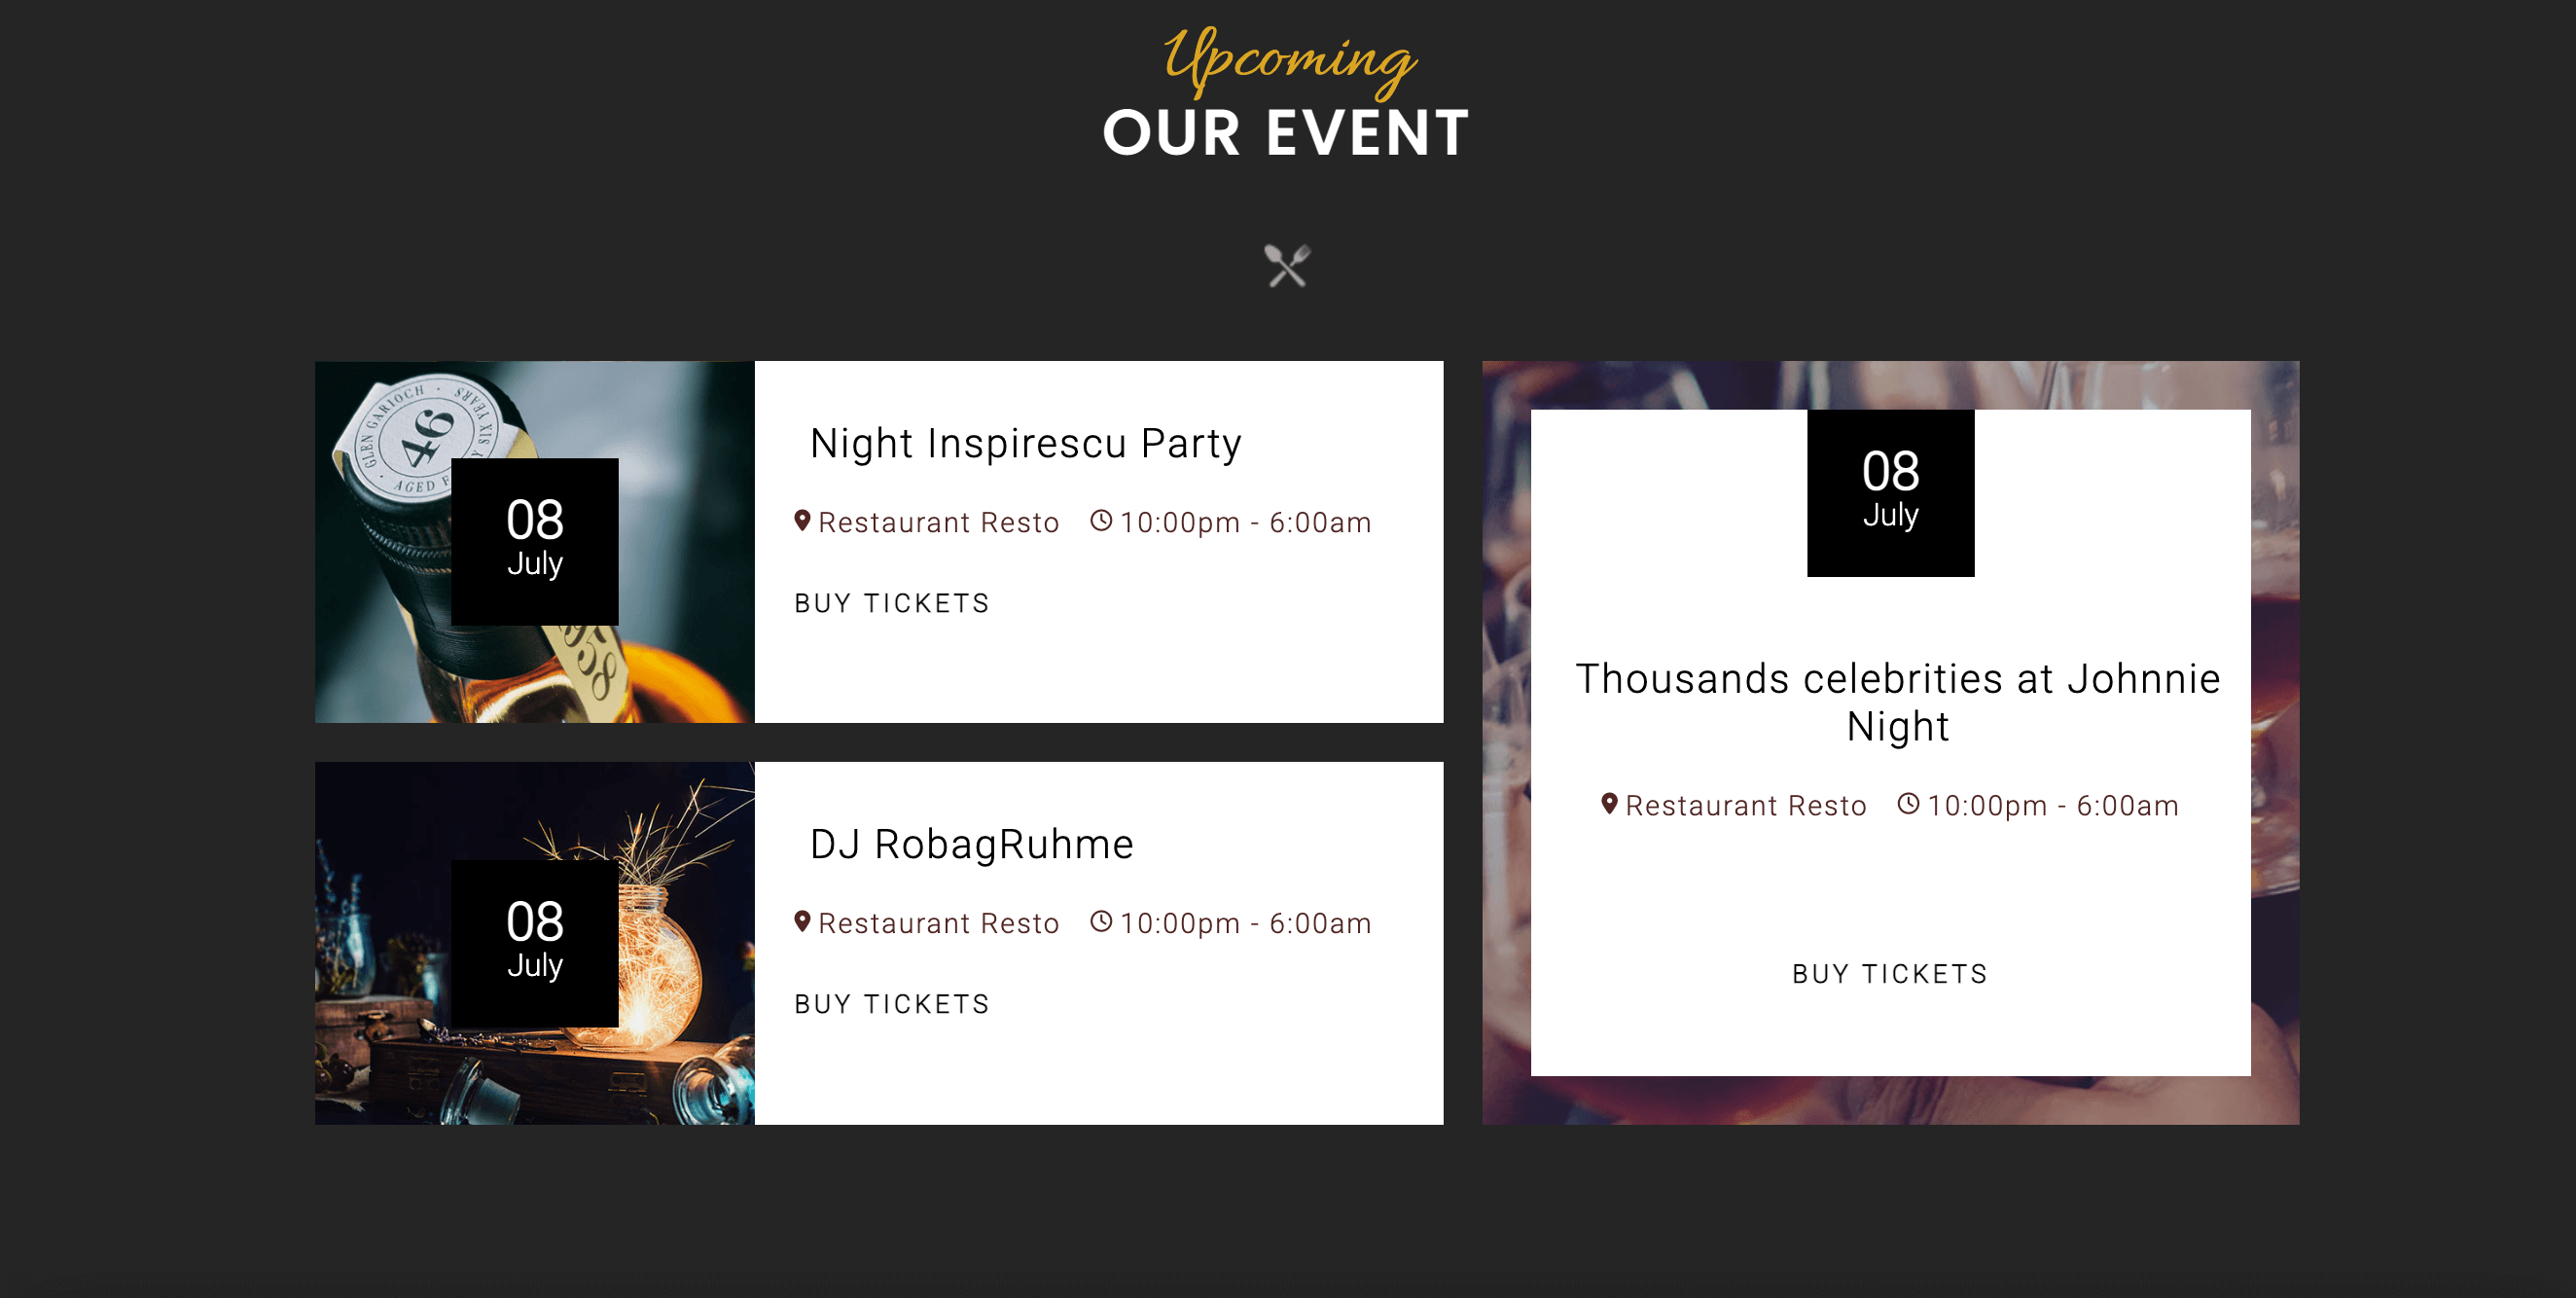 Upcoming
OUR EVENT
GLEN GARIOCH
SIX YEARS
46
AGED
08
July
958
Night Inspirescu Party
Restaurant Resto 10:00pm - 6:00am
BUY TICKETS
08
July
DJ RobagRuhme
Restaurant Resto 10:00pm - 6:00am
BUY TICKETS
08
July
Thousands celebrities at Johnnie
Night
Restaurant Resto 10:00pm - 6:00am
BUY TICKETS